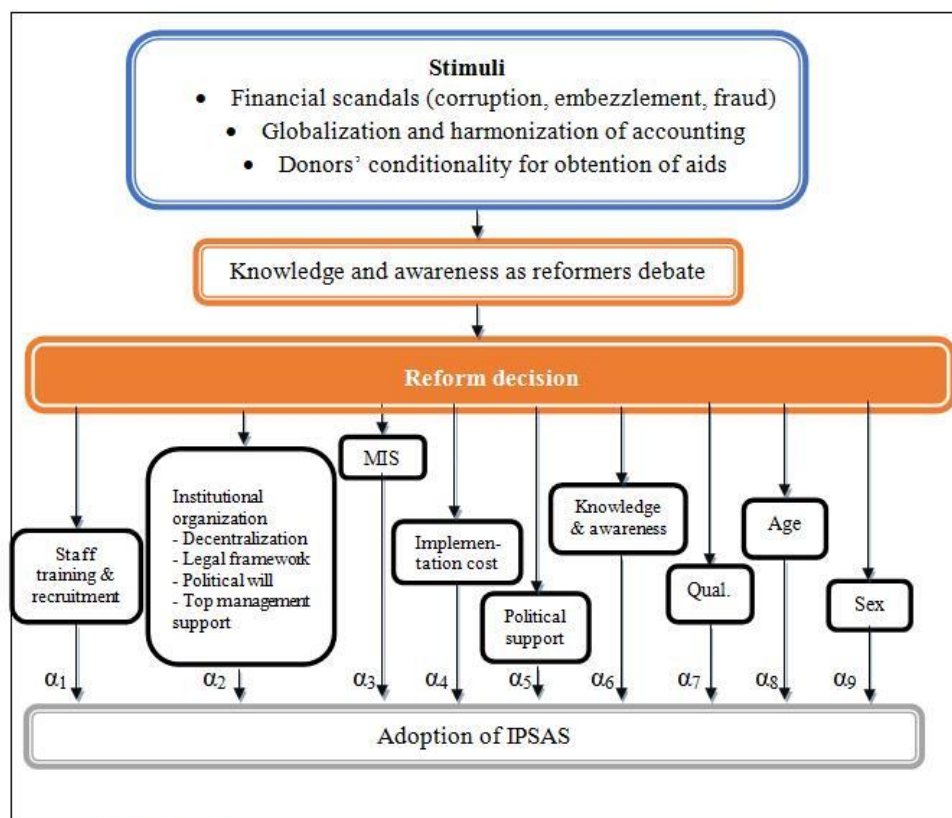 Stimuli
• Financial scandals (corruption, embezzlement, fraud)
• Globalization and harmonization of accounting
• Donors’ conditionality for obtention of aids
Knowledge and awareness as reformers debate
Reform decision
Staff
training &
recruitment
Institutional
organization
- Decentralization
- Legal framework
- Political will
- Top management
support
MIS
Implemen-
tation cost
Political
support
Knowledge
& awareness
Qual.
Age
Sex
α1
α2
α3
α4
α5
α6
α7
α8
α9
Adoption of IPSAS